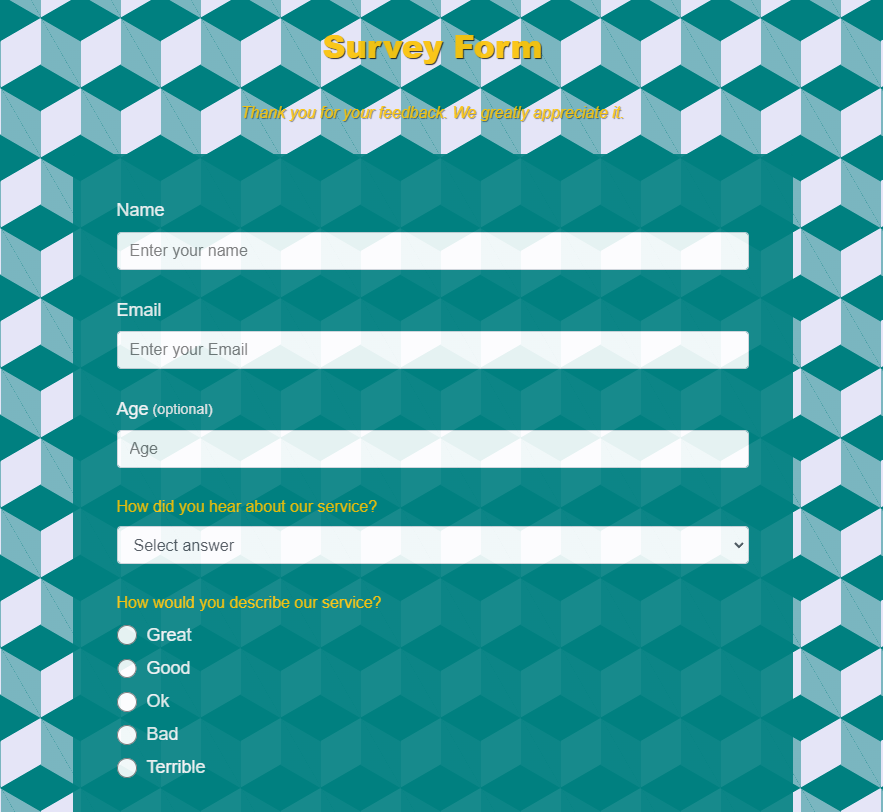 Survey Form
Thank you for your feedback. We greatly appreciate it.
Name
Enter your name
Email
Enter your Email
Age (optional)
Age
How did you hear about our service?
Select answer
How would you describe our service?
Great
Good
Ok
Bad
Terrible